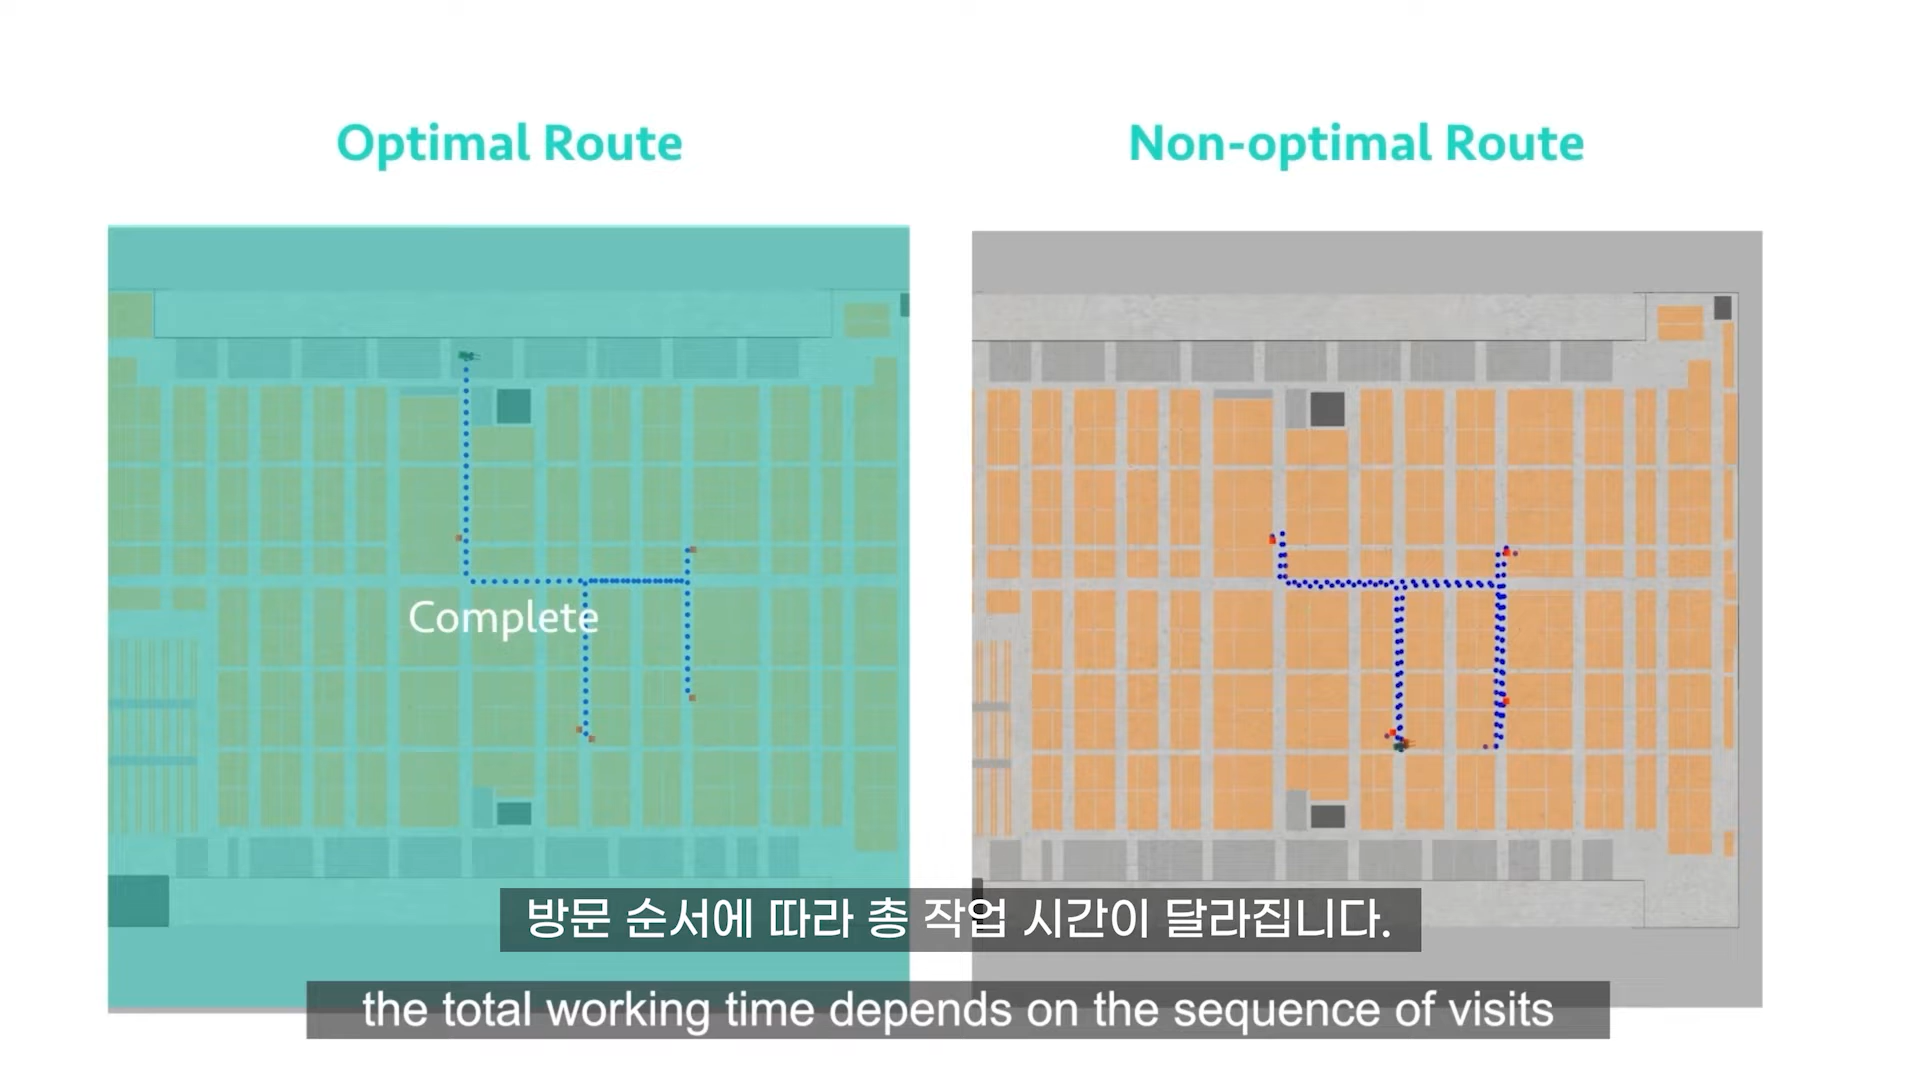 Optimal Route
Non-optimal Route
Complete
방문 순서에 따라 총 작업 시간이 달라집니다.
the total working time depends on the sequence of visits